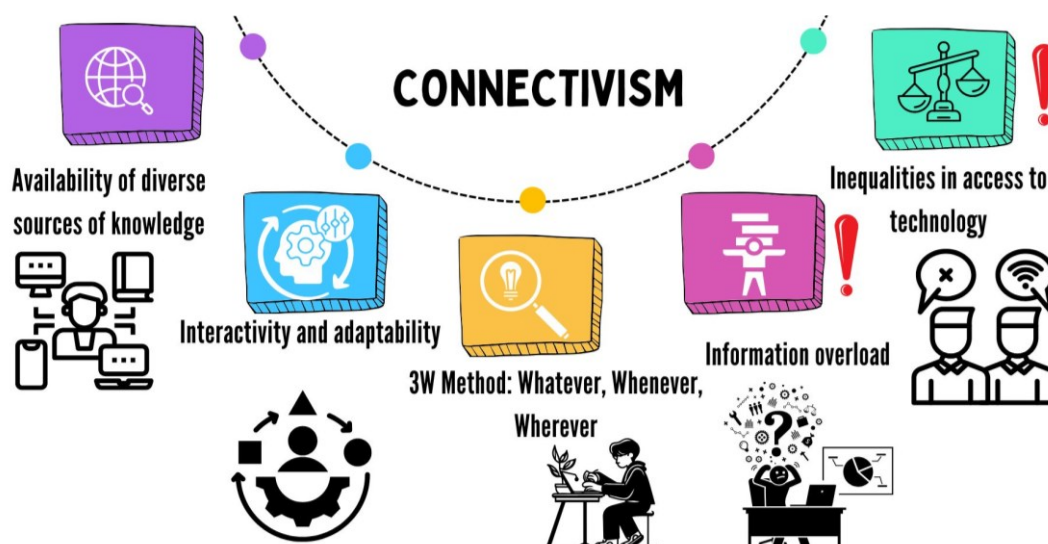 CONNECTIVISM
Availability of diverse
sources of knowledge
Interactivity and adaptability
3W Method: Whatever, Whenever,
Wherever
Information overload
Inequalities in access to
technology